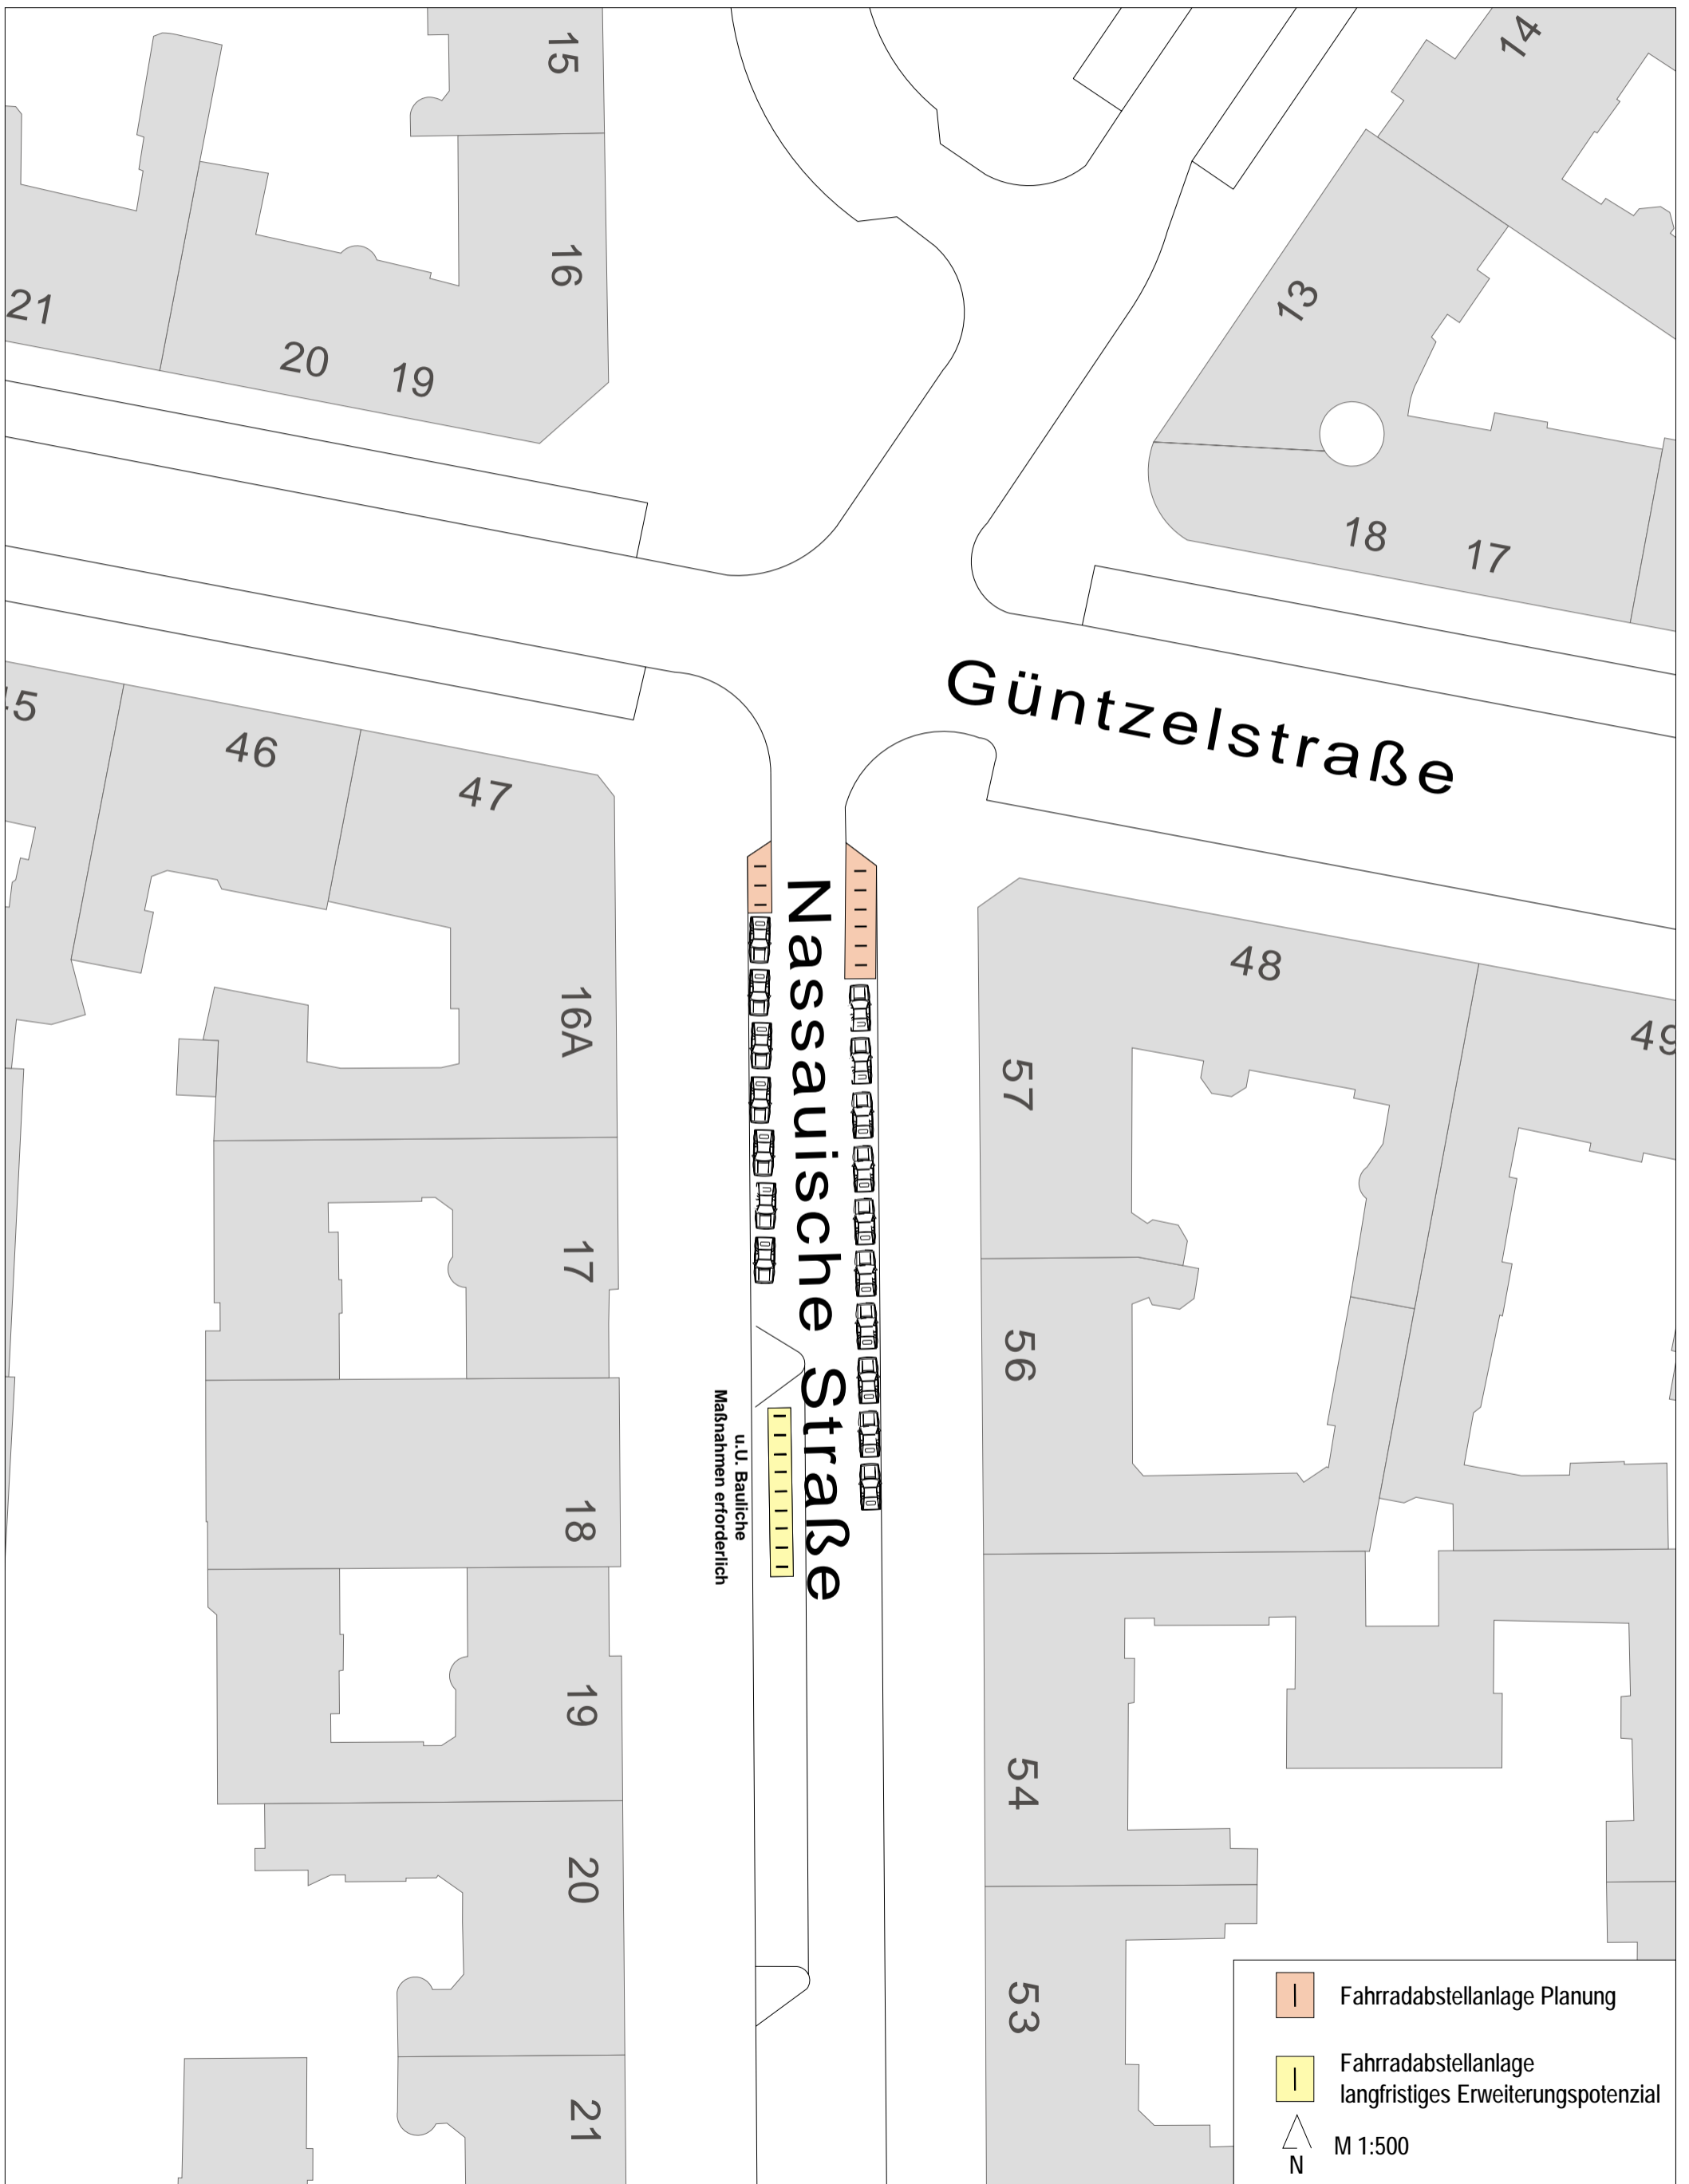 15
14
16
13
21
20
19
18
17
Güntzelstraße
46
47
48
49
Nassauische Straße
16A
57
17
56
u.U. Bauliche
Maßnahmen erforderlich
18
19
54
20
53
21
Fahrradabstellanlage Planung
Fahrradabstellanlage
langfristiges Erweiterungspotenzial
M 1:500
N